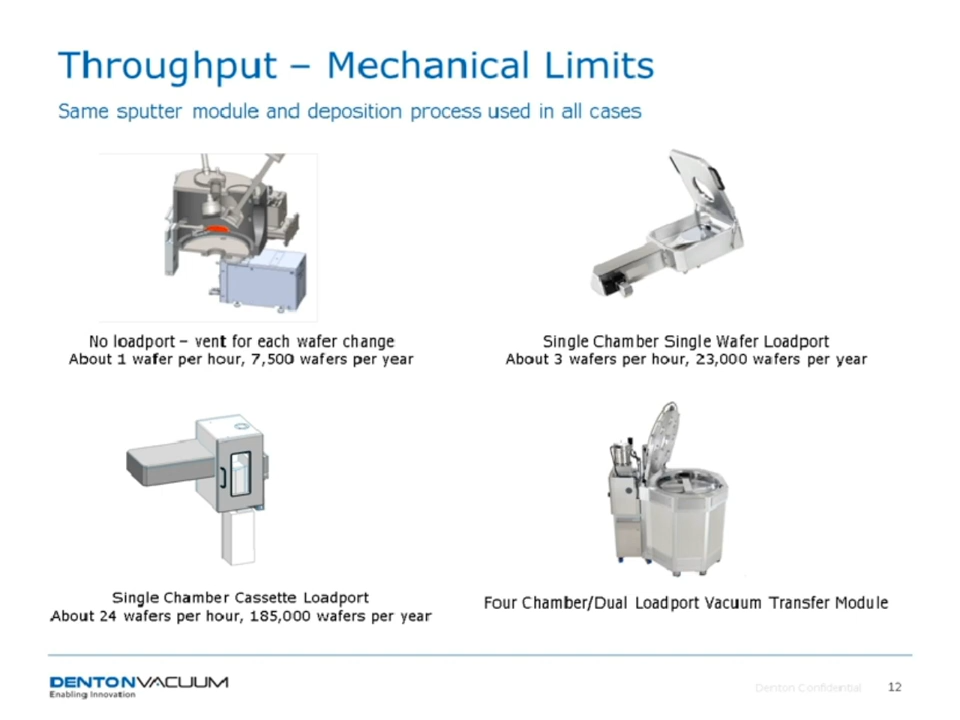 Throughput – Mechanical Limits
Same sputter module and deposition process used in all cases
No loadport – vent for each wafer change
About 1 wafer per hour, 7,500 wafers per year
Single Chamber Single Wafer Loadport
About 3 wafers per hour, 23,000 wafers per year
Single Chamber Cassette Loadport
About 24 wafers per hour, 185,000 wafers per year
Four Chamber/Dual Loadport Vacuum Transfer Module
DENTONVACUUM
Enabling Innovation
Denton Confidential
12